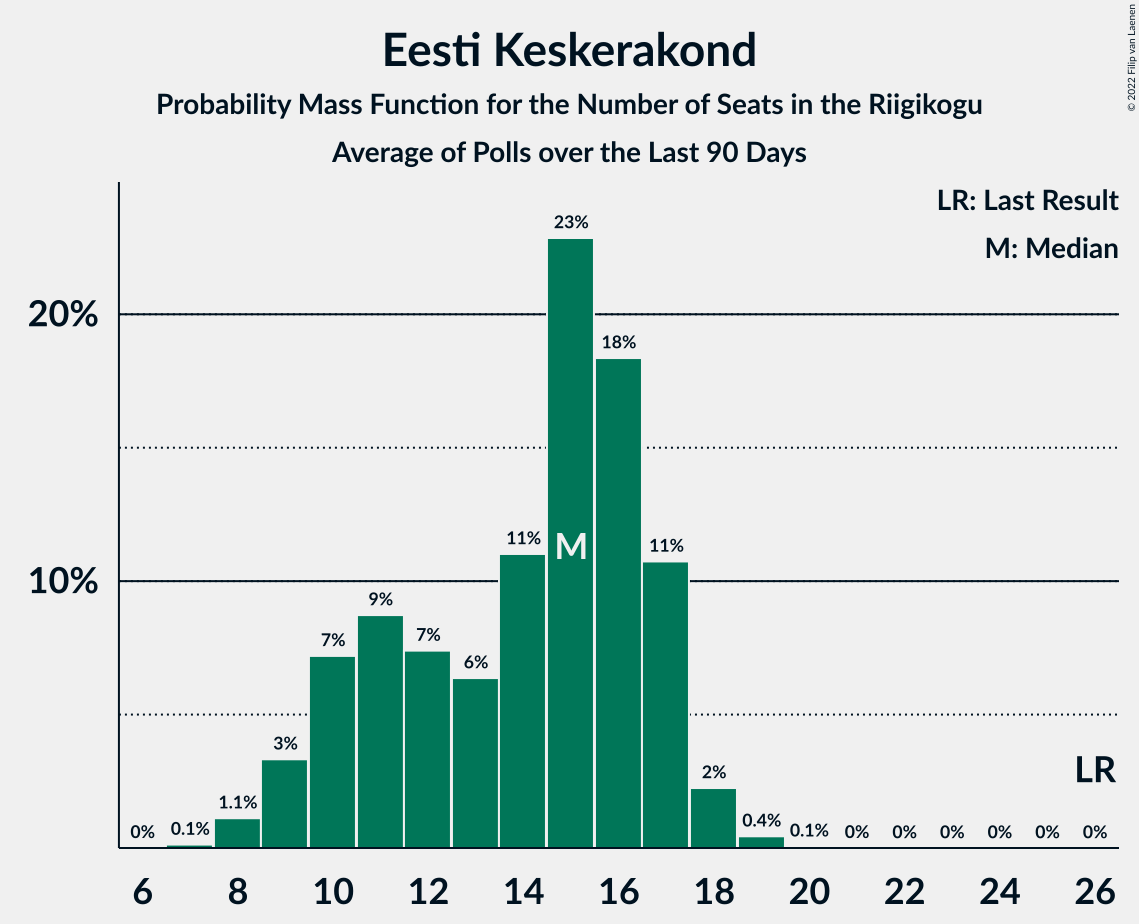 Eesti Keskerakond
Probability Mass Function for the Number of Seats in the Riigikogu
Average of Polls over the Last 90 Days
© 2022 Filip van Laenen
LR: Last Result
M: Median
20%
10%
0%
0.1%
1.1%
3%
7%
9%
7%
6%
11%
23%
18%
11%
2%
0.4%
0.1%
0%
0%
0%
0%
0%
0%
M
LR
6 8 10 12 14 16 18 20 22 24 26